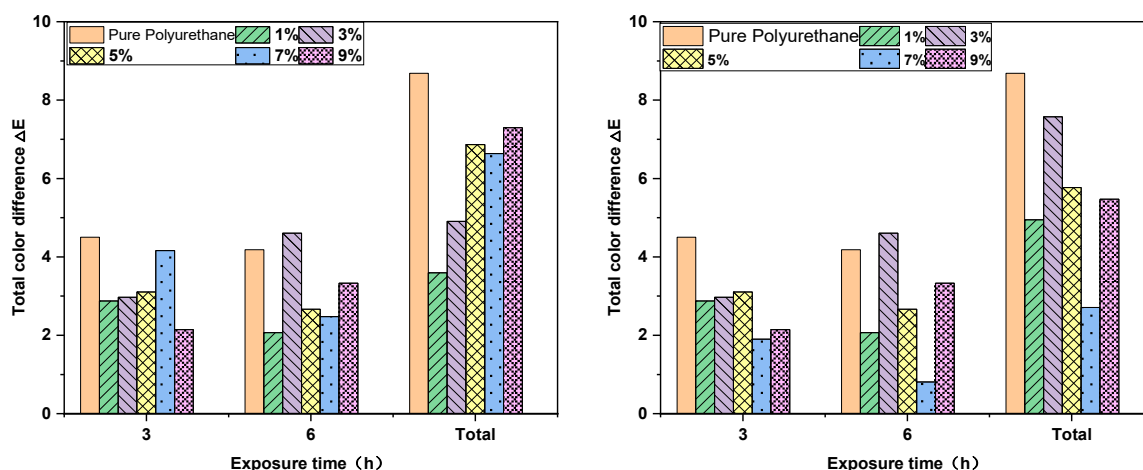 10
8
6
4
2
0
Total color difference ΔE
Pure Polyurethane 1% 3%
5% 7% 9%
3 6 Total
Exposure time（h）
10
8
6
4
2
0
Total color difference ΔE
Pure Polyurethane 1% 3%
5% 7% 9%
3 6 Total
Exposure time（h）